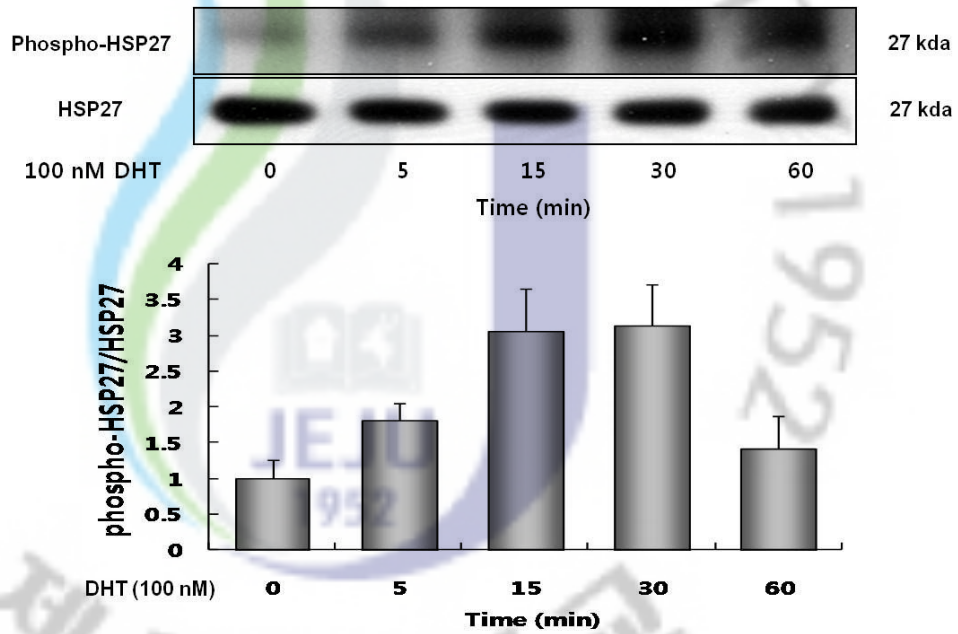 Phospho-HSP27 27 kda
HSP27 27 kda
100 nM DHT 0 5 15 30 60
Time (min)
4
3.5
3
2.5
2
1.5
1
0.5
0
phospho-HSP27/HSP27
JEJU
1952
1952
DHT (100 nM) 0 5 15 30 60
Time (min)